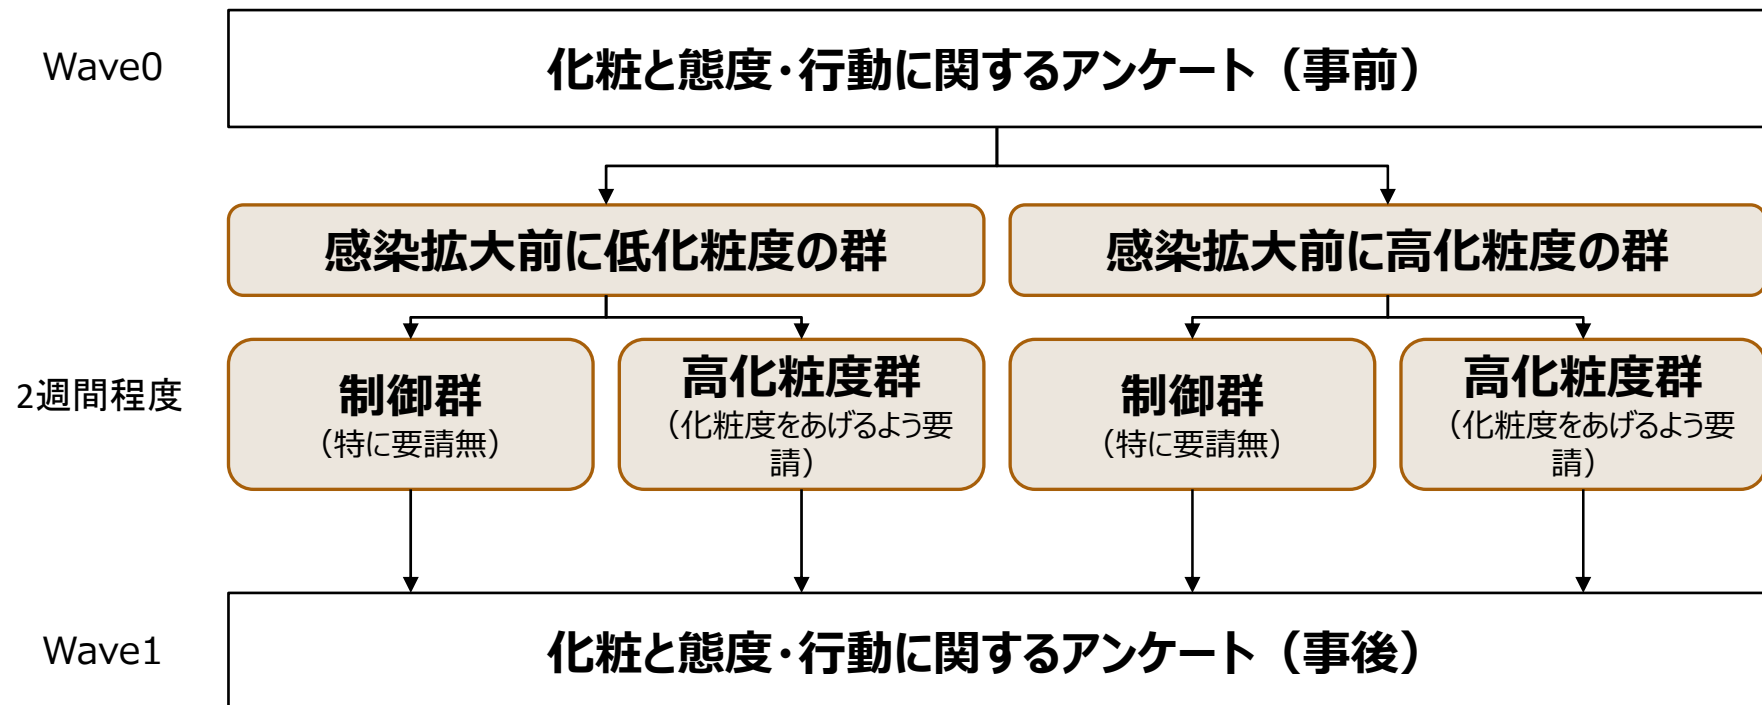 Wave0
化粧と態度・行動に関するアンケート（事前）
感染拡大前に低化粧度の群
感染拡大前に高化粧度の群
2週間程度
制御群
（特に要請無）
高化粧度群
（化粧度をあげるよう要
請）
制御群
（特に要請無）
高化粧度群
（化粧度をあげるよう要
請）
Wave1
化粧と態度・行動に関するアンケート（事後）